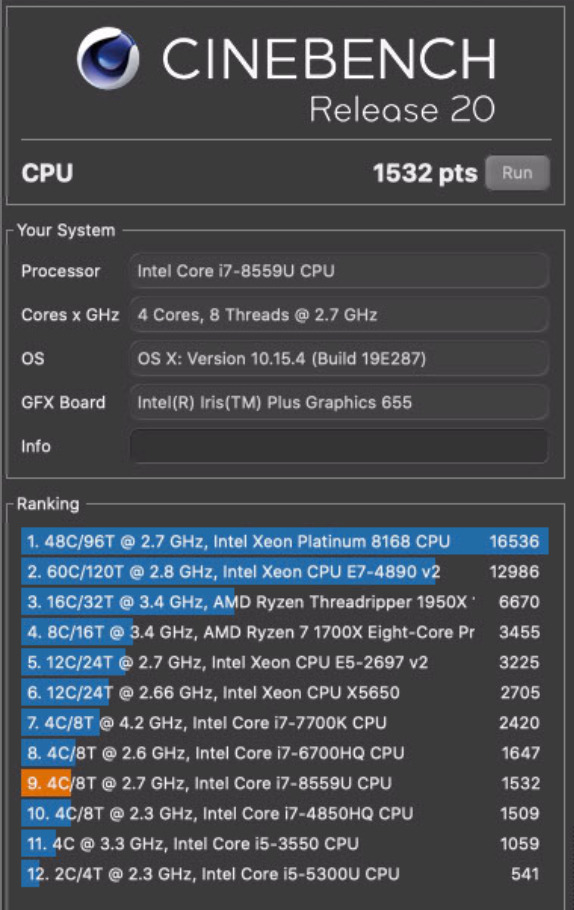 CINEBENCH
Release 20
CPU 1532 pts Run
Your System
Processor Intel Core i7-8559U CPU
Cores x GHz 4 Cores, 8 Threads @ 2.7 GHz
OS OS X: Version 10.15.4 (Build 19E287)
GFX Board Intel(R) Iris(TM) Plus Graphics 655
Info
Ranking
1. 48C/96T @ 2.7 GHz, Intel Xeon Platinum 8168 CPU 16536
2. 60C/120T @ 2.8 GHz, Intel Xeon CPU E7-4890 v2 12986
3. 16C/32T @ 3.4 GHz, AMD Ryzen Threadripper 1950X 6670
4. 8C/16T @ 3.4 GHz, AMD Ryzen 7 1700X Eight-Core Pr 3455
5. 12C/24T @ 2.7 GHz, Intel Xeon CPU E5-2697 v2 3225
6. 12C/24T @ 2.66 GHz, Intel Xeon CPU X5650 2705
7. 4C/8T @ 4.2 GHz, Intel Core i7-7700K CPU 2420
8. 4C/8T @ 2.6 GHz, Intel Core i7-6700HQ CPU 1647
9. 4C/8T @ 2.7 GHz, Intel Core i7-8559U CPU 1532
10. 4C/8T @ 2.3 GHz, Intel Core i7-4850HQ CPU 1509
11. 4C @ 3.3 GHz, Intel Core i5-3550 CPU 1059
12. 2C/4T @ 2.3 GHz, Intel Core i5-5300U CPU 541